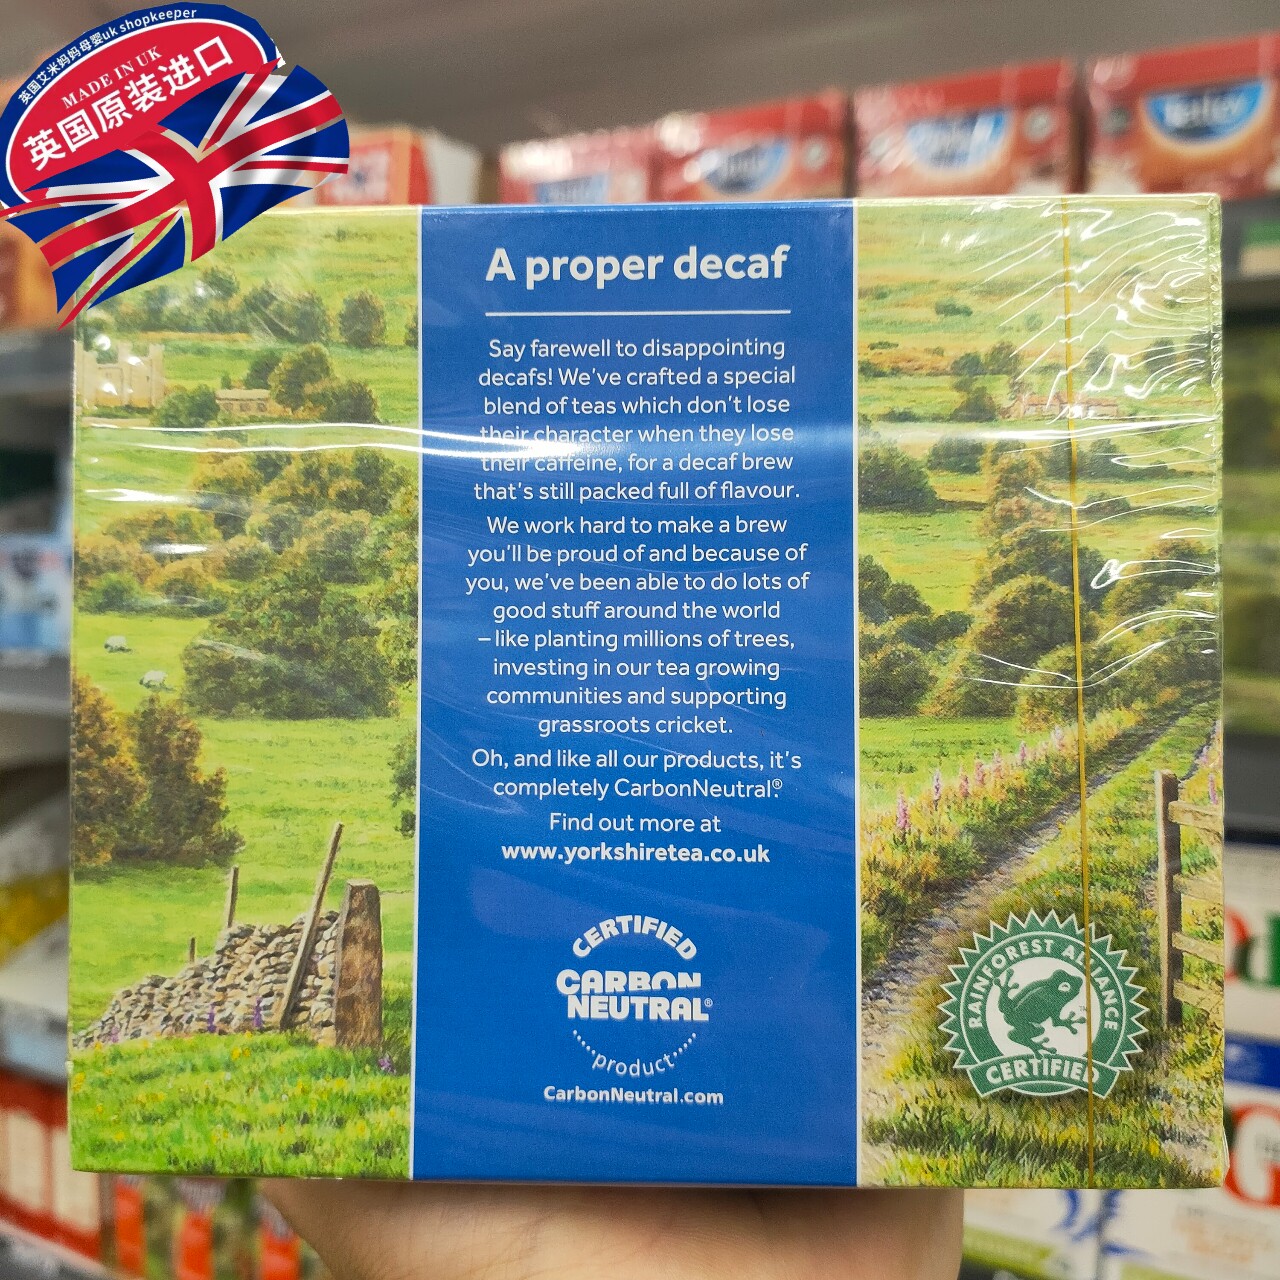 英国艾米妈妈母婴uk shopkeeper
MADE IN UK
英国原装进口
Tetley
A proper decaf
Say farewell to disappointing
decafs! We've crafted a special
blend of teas which don't lose
their character when they lose
their caffeine, for a decaf brew
that's still packed full of flavour.
We work hard to make a brew
you'll be proud of and because of
you, we've been able to do lots of
good stuff around the world
– like planting millions of trees,
investing in our tea growing
communities and supporting
grassroots cricket.
Oh, and like all our products, it's
completely CarbonNeutral®.
Find out more at
www.yorkshiretea.co.uk
CERTIFIED
CARBON
NEUTRAL®
product
CarbonNeutral.com
RAINFOREST ALLIANCE
CERTIFIED